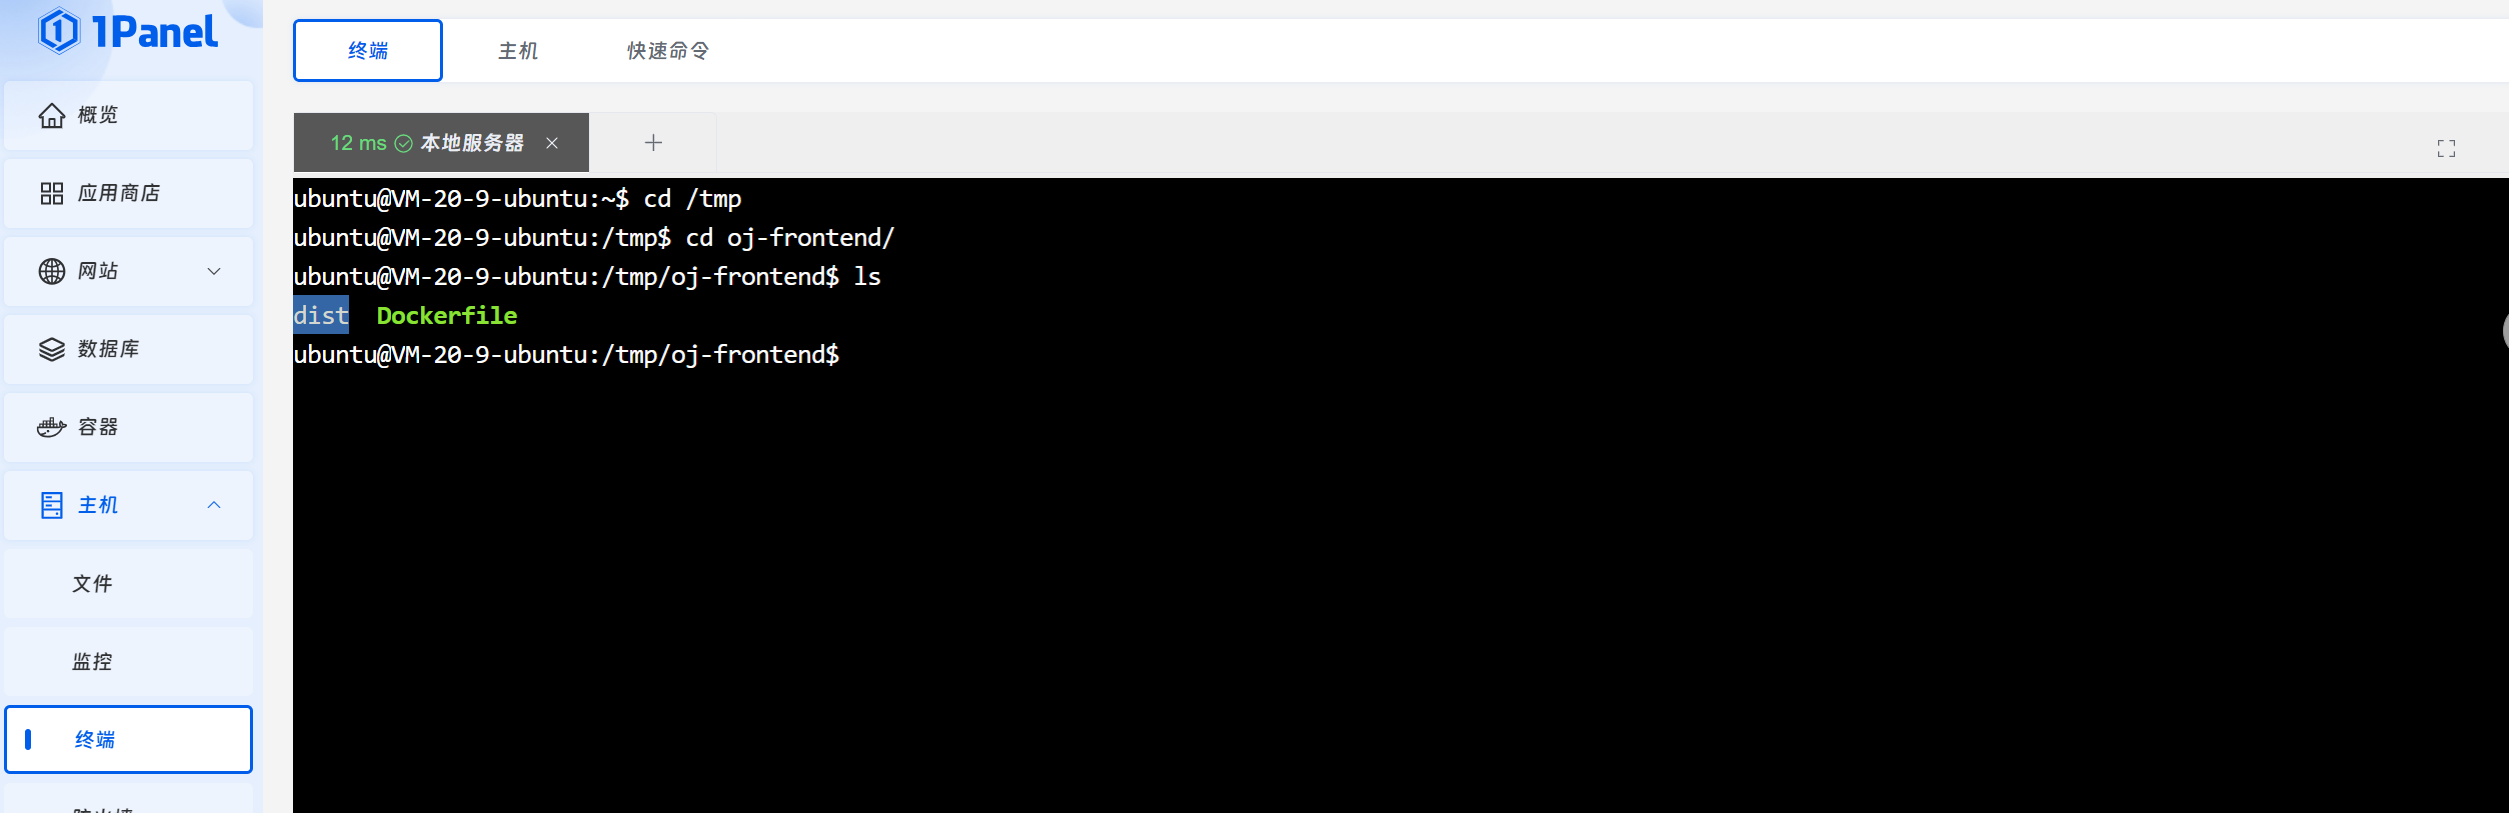 1Panel
概览
应用商店
网站
数据库
容器
主机
文件
监控
终端
终端 主机 快速命令
12 ms 本地服务器
ubuntu@VM-20-9-ubuntu:~$ cd /tmp
ubuntu@VM-20-9-ubuntu:/tmp$ cd oj-frontend/
ubuntu@VM-20-9-ubuntu:/tmp/oj-frontend$ ls
dist  Dockerfile
ubuntu@VM-20-9-ubuntu:/tmp/oj-frontend$